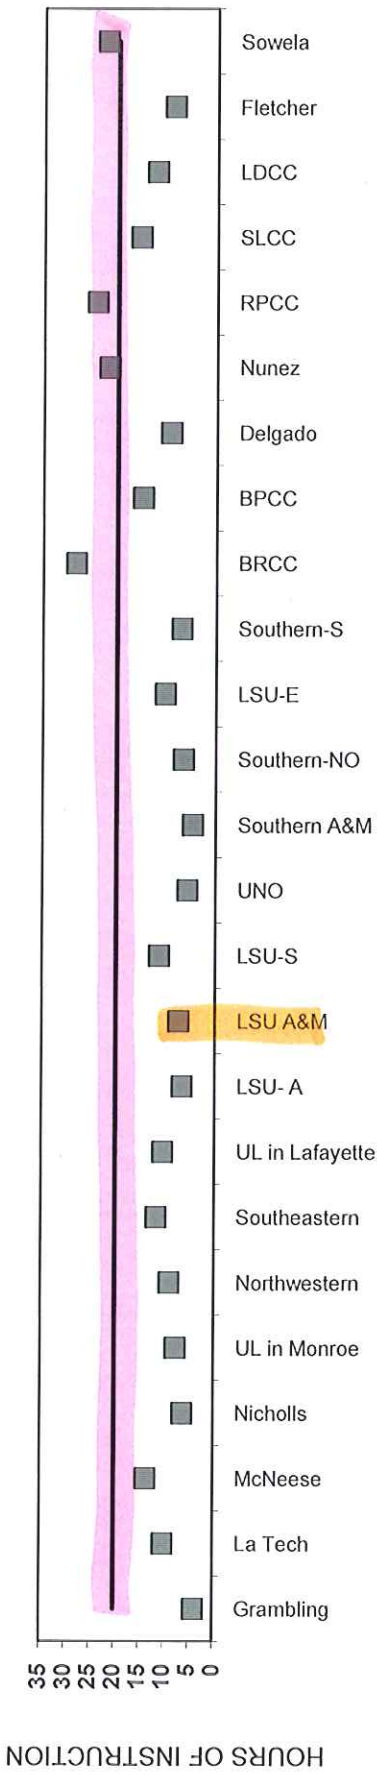 Sowela
Fletcher
LDCC
SLCC
RPCC
Nunez
Delgado
BPCC
BRCC
Southern-S
LSU-E
Southern-NO
Southern A&M
UNO
LSU-S
LSU A&M
LSU- A
UL in Lafayette
Southeastern
Northwestern
UL in Monroe
Nicholls
McNeese
La Tech
Grambling
35 30 25 20 15 10 5 0
HOURS OF INSTRUCTION